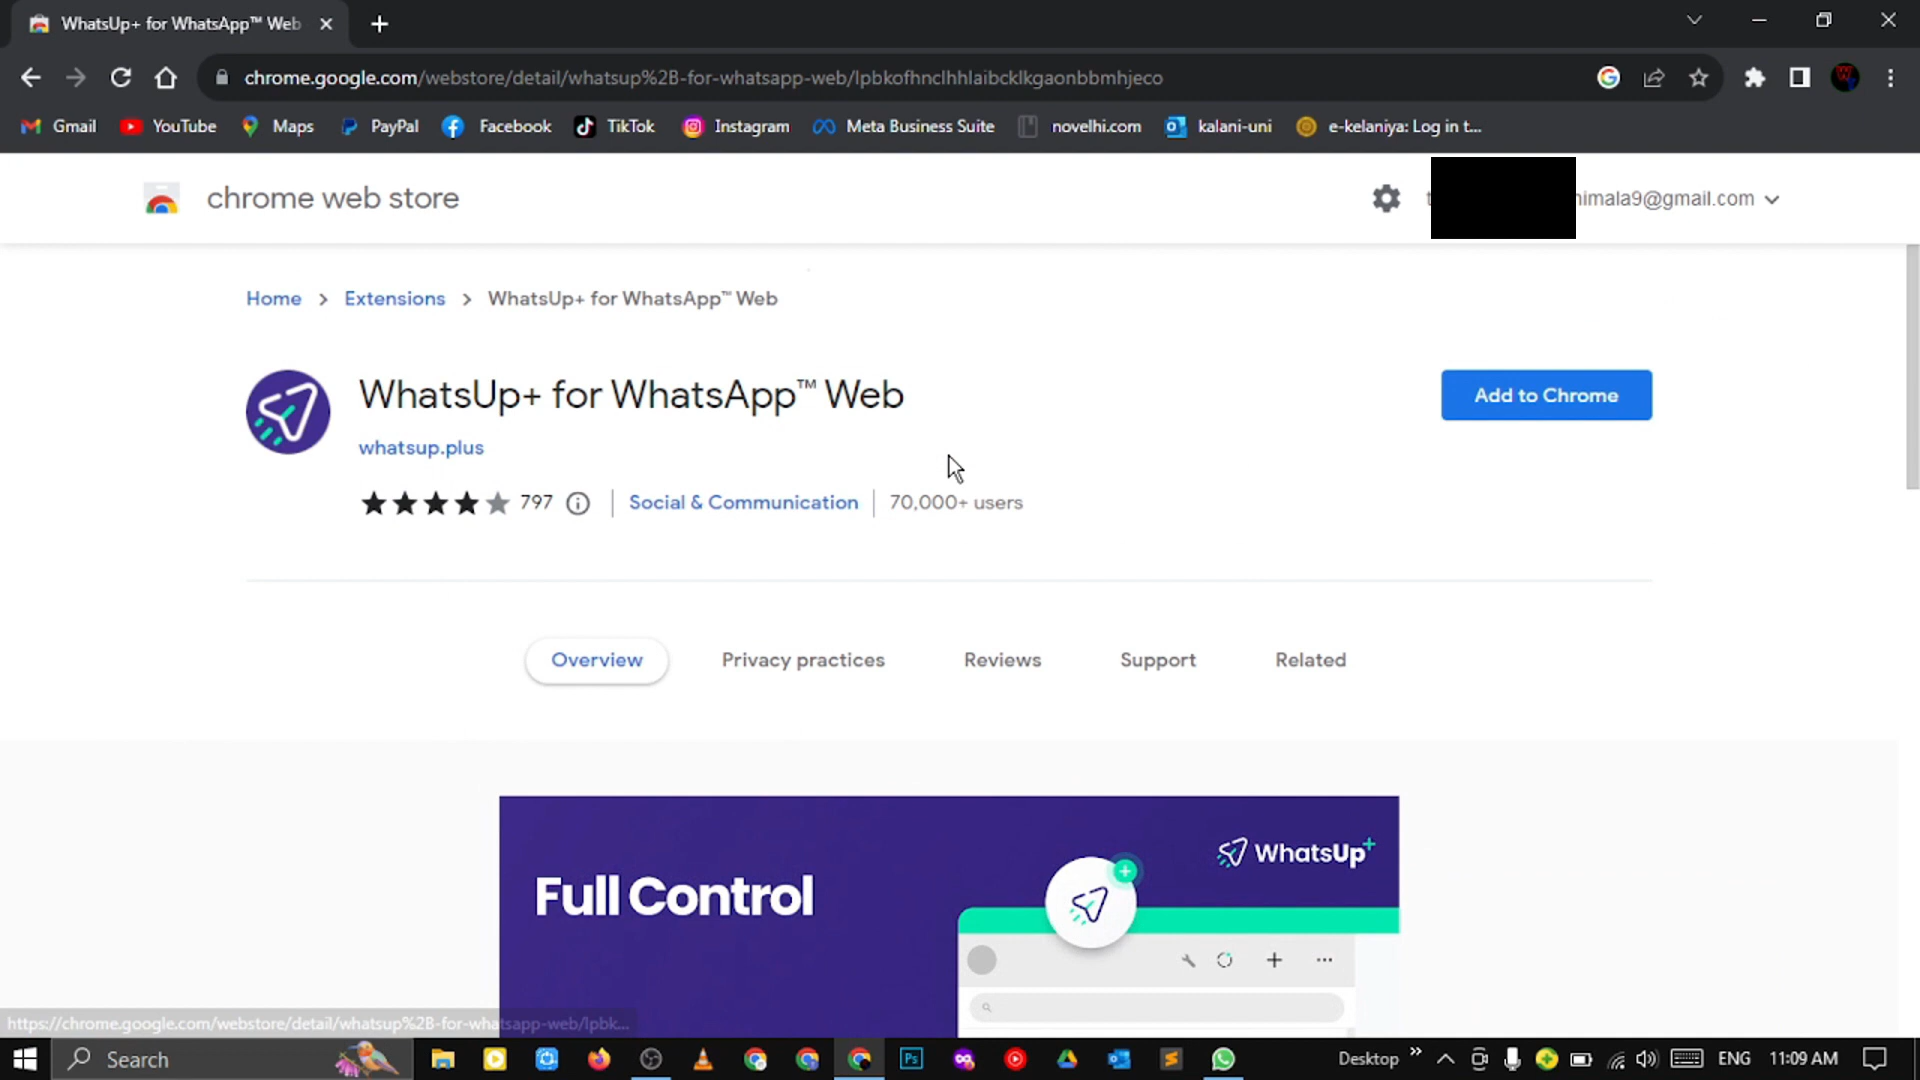 WhatsUp+ for WhatsApp™ Web
chrome.google.com/webstore/detail/whatsup%2B-for-whatsapp-web/lpbkofhnclhhlaibcklkgaonbbmhjeco
Gmail YouTube Maps PayPal Facebook TikTok Instagram Meta Business Suite novelhi.com kalani-uni e-kelaniya: Log in t...
chrome web store
himala9@gmail.com
Home > Extensions > WhatsUp+ for WhatsApp™ Web
WhatsUp+ for WhatsApp™ Web
Add to Chrome
whatsup.plus
797 Social & Communication 70,000+ users
Overview Privacy practices Reviews Support Related
WhatsUp+
Full Control
https://chrome.google.com/webstore/detail/whatsup%2B-for-whatsapp-web/lpbk...
Search
Ps
Desktop
ENG
11:09 AM